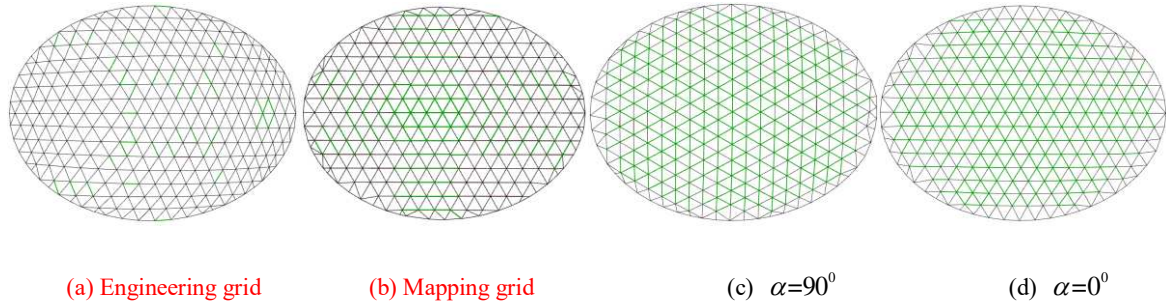 (a) Engineering grid (b) Mapping grid (c) α=90⁰ (d) α=0⁰